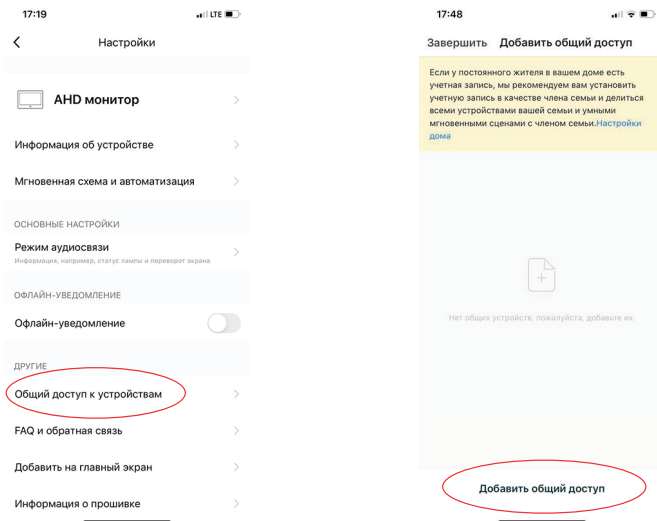 17:19
LTE
Настройки
AHD монитор
Информация об устройстве
Мгновенная схема и автоматизация
ОСНОВНЫЕ НАСТРОЙКИ
Режим аудиосвязи
Информация, например, статус лампы и переворот экрана
ОФЛАЙН-УВЕДОМЛЕНИЕ
Офлайн-уведомление
ДРУГИЕ
Общий доступ к устройствам
FAQ и обратная связь
Добавить на главный экран
Информация о прошивке
17:48
Завершить Добавить общий доступ
Если у постоянного жителя в вашем доме есть
учетная запись, мы рекомендуем вам установить
учетную запись в качестве члена семьи и делиться
всеми устройствами вашей семьи и умными
мгновенными сценами с членом семьи.Настройки
дома
Нет общих устройств, пожалуйста, добавьте их.
Добавить общий доступ